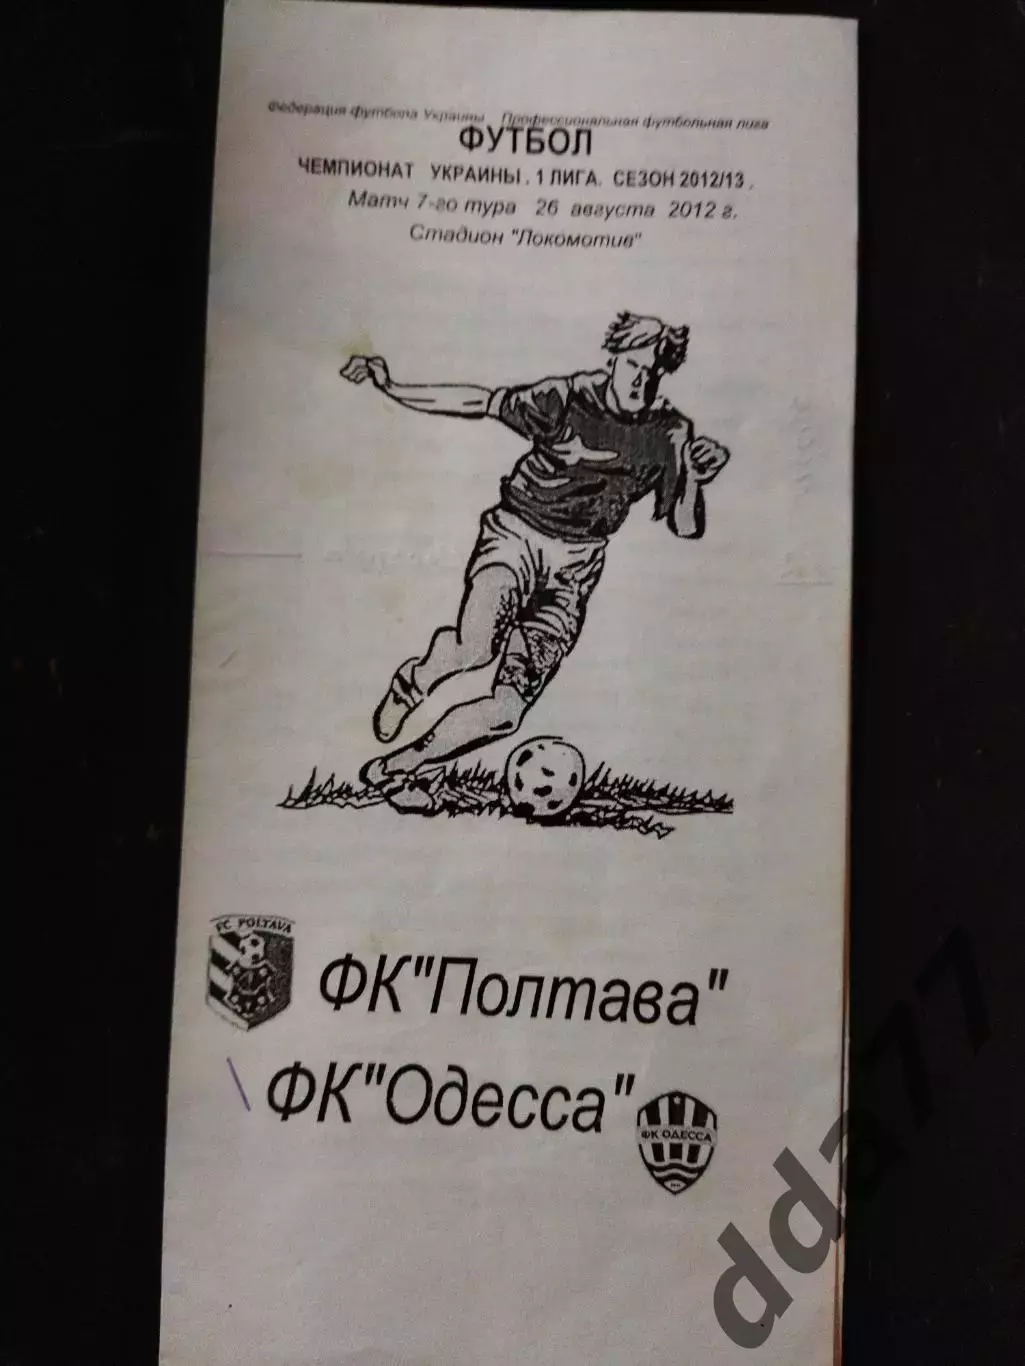 Федерация футбола Украины Профессиональная футбольная лига
ФУТБОЛ
ЧЕМПИОНАТ УКРАИНЫ. 1 ЛИГА. СЕЗОН 2012/13.
Матч 7-го тура 26 августа 2012 г.
Стадион "Локомотив"
FC POLTAVA
ФК"Полтава"
ФК"Одесса"
ФК ОДЕССА
dda77